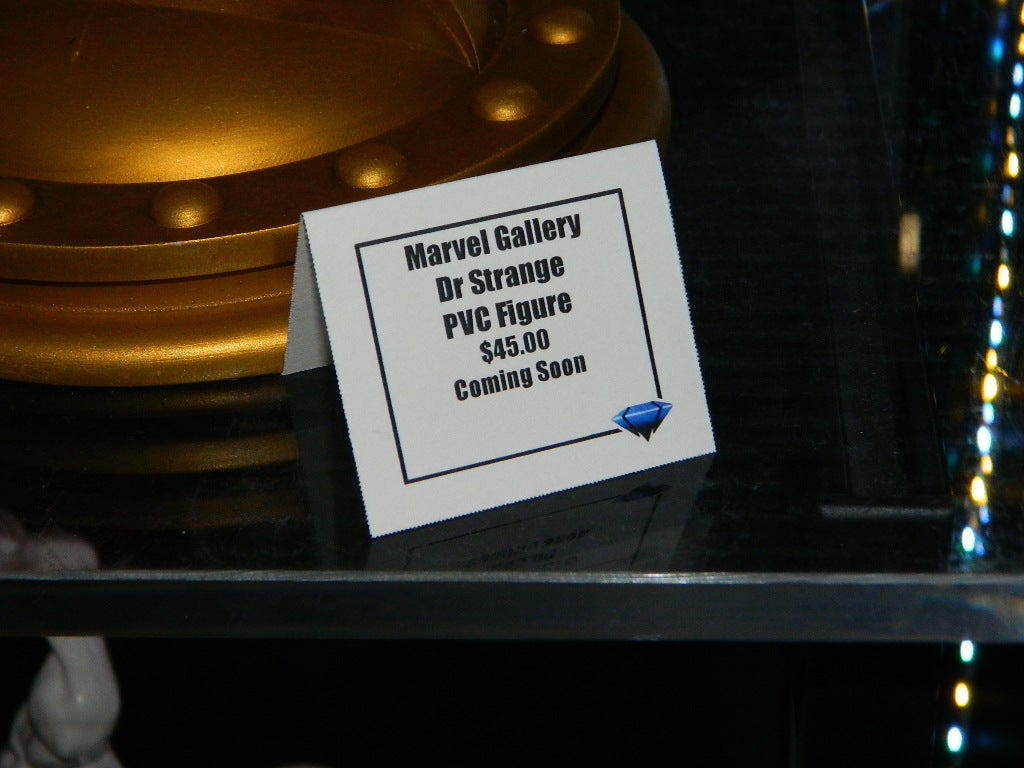 Marvel Gallery
Dr Strange
PVC Figure
$45.00
Coming Soon